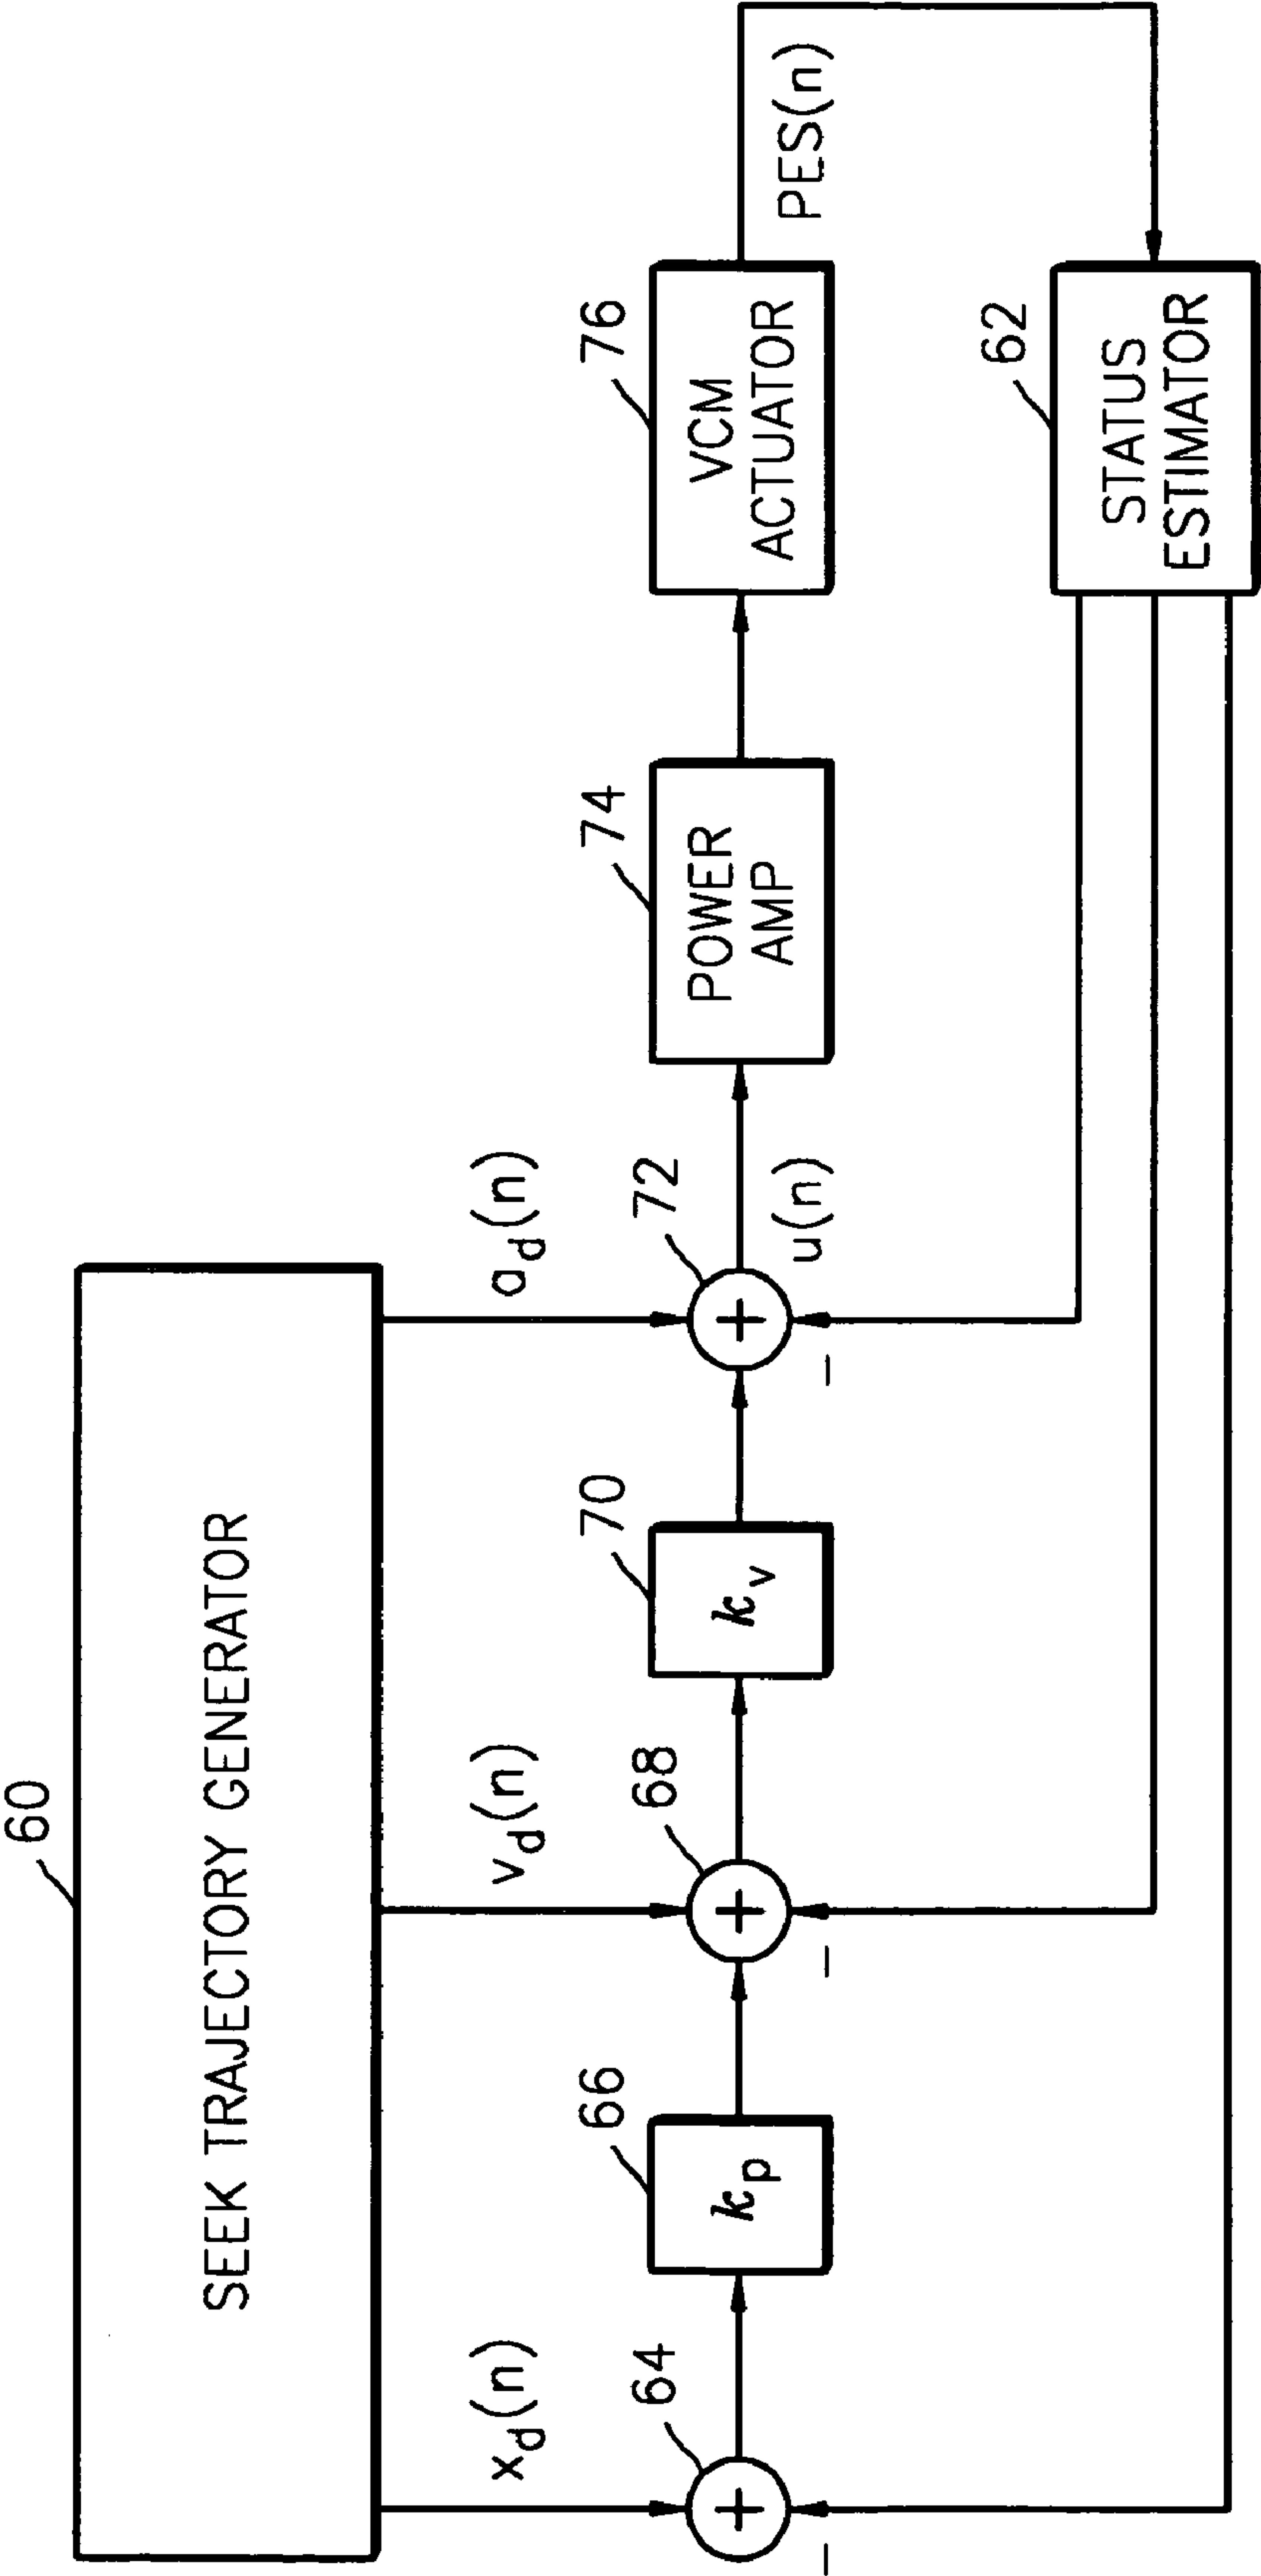 60
SEEK TRAJECTORY GENERATOR
x_d(n)
v_d(n)
a_d(n)
64
66
68
70
72
74
76
k_p
k_v
POWER
AMP
VCM
ACTUATOR
u(n)
PES(n)
−
−
−
62
STATUS
ESTIMATOR